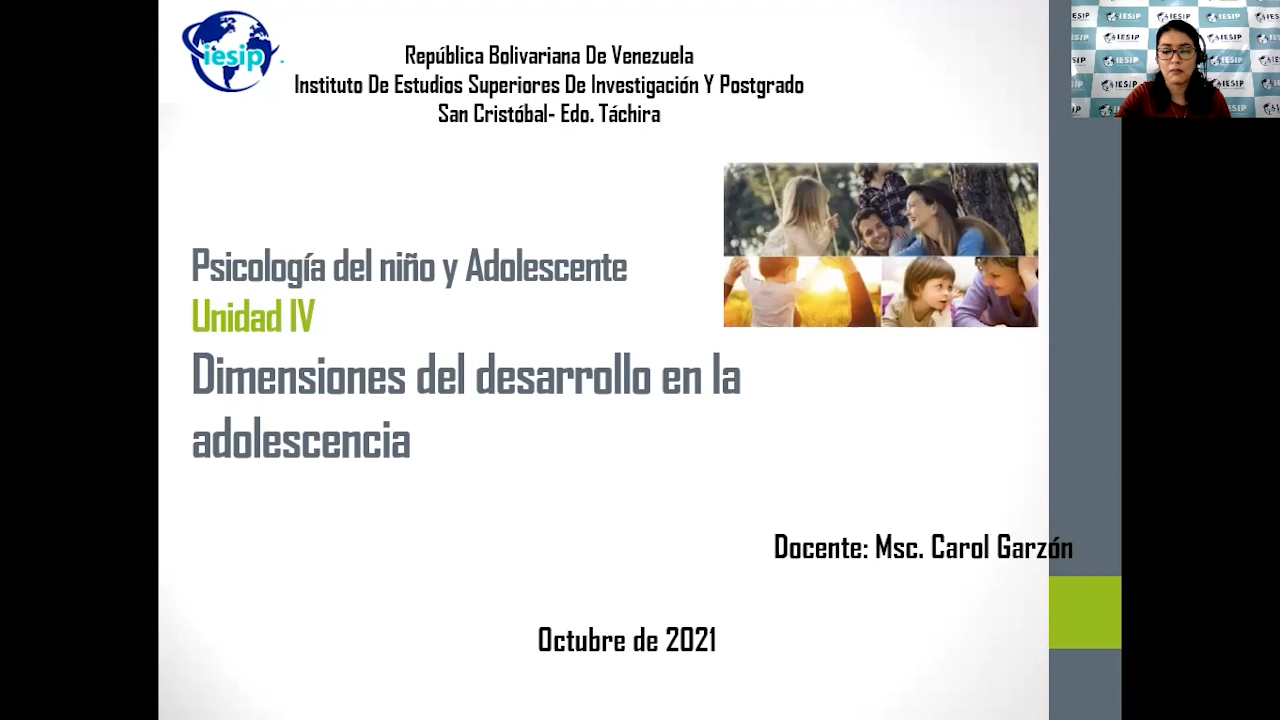 iesip
República Bolivariana De Venezuela
Instituto De Estudios Superiores De Investigación Y Postgrado
San Cristóbal- Edo. Táchira
IESIP
Psicología del niño y Adolescente
Unidad IV
Dimensiones del desarrollo en la
adolescencia
Docente: Msc. Carol Garzón
Octubre de 2021